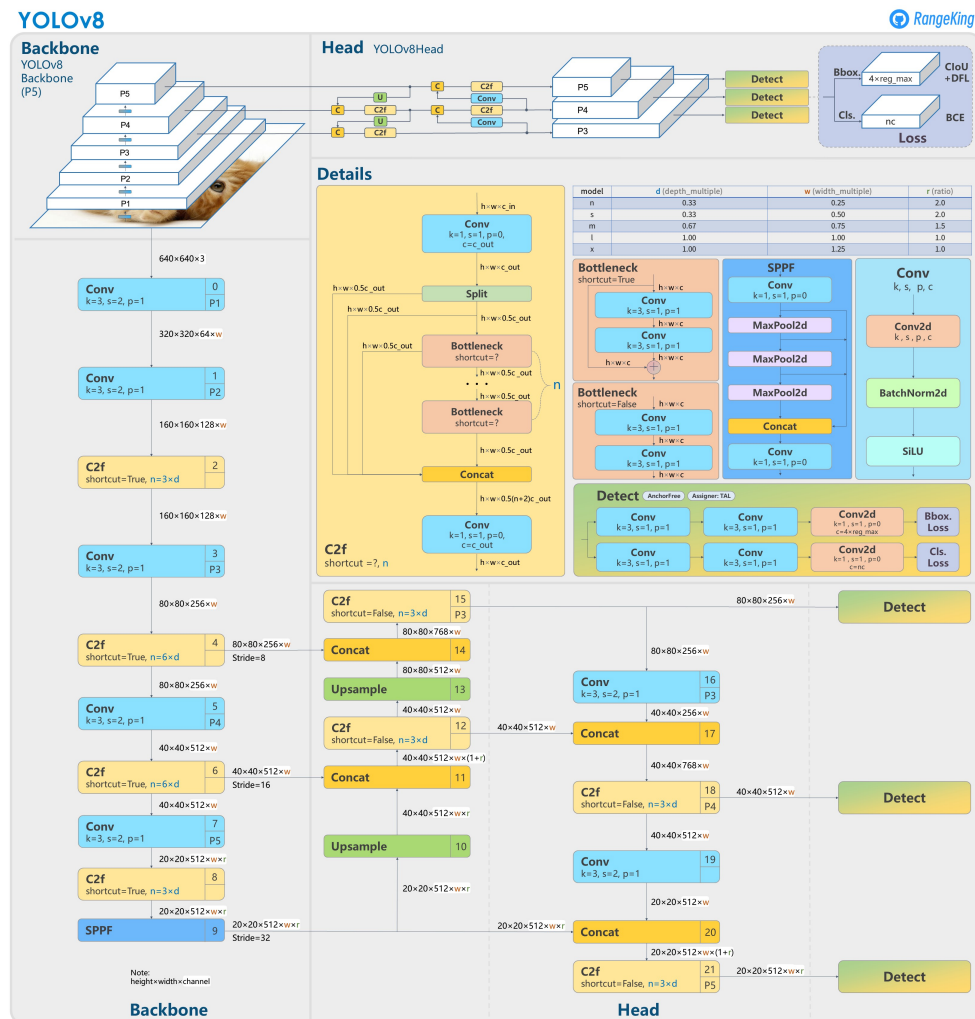 YOLOv8
RangeKing
Backbone
YOLOv8
Backbone
(P5)
P5
P4
P3
P2
P1
Head YOLOv8Head
C
C2f
U
Conv
C
C2f
C
C2f
U
Conv
C
C2f
P5
P4
P3
Detect
Detect
Detect
Bbox.
4×reg_max
CIoU
+DFL
Cls.
nc
BCE
Loss
Details
h×w×c_in
Conv
k=1, s=1, p=0,
c=c_out
h×w×c_out
h×w×0.5c_out
Split
h×w×0.5c_out
h×w×0.5c_out
h×w×0.5c_out
Bottleneck
shortcut=?
h×w×0.5c_out
• • •
n
h×w×0.5c_out
Bottleneck
shortcut=?
h×w×0.5c_out
Concat
h×w×0.5(n+2)c_out
Conv
k=1, s=1, p=0,
c=c_out
C2f
shortcut =?, n
h×w×c_out
model d (depth_multiple) w (width_multiple) r (ratio)
n 0.33 0.25 2.0
s 0.33 0.50 2.0
m 0.67 0.75 1.5
l 1.00 1.00 1.0
x 1.00 1.25 1.0
Bottleneck
shortcut=True
h×w×c
Conv
k=3, s=1, p=1
h×w×c
Conv
k=3, s=1, p=1
h×w×c
h×w×c
+
Bottleneck
shortcut=False
h×w×c
Conv
k=3, s=1, p=1
h×w×c
Conv
k=3, s=1, p=1
h×w×c
SPPF
Conv
k=1, s=1, p=0
MaxPool2d
MaxPool2d
MaxPool2d
Concat
Conv
k=1, s=1, p=0
Conv
k, s, p, c
Conv2d
k, s, p, c
BatchNorm2d
SiLU
Detect AnchorFree Assigner: TAL
Conv
k=3, s=1, p=1
Conv
k=3, s=1, p=1
Conv2d
k=1, s=1, p=0
c=4×reg_max
Bbox.
Loss
Conv
k=3, s=1, p=1
Conv
k=3, s=1, p=1
Conv2d
k=1, s=1, p=0
c=nc
Cls.
Loss
640×640×3
Conv 0
k=3, s=2, p=1 P1
320×320×64×w
Conv 1
k=3, s=2, p=1 P2
160×160×128×w
C2f 2
shortcut=True, n=3×d
160×160×128×w
Conv 3
k=3, s=2, p=1 P3
80×80×256×w
C2f 4
shortcut=True, n=6×d
80×80×256×w
Stride=8
80×80×256×w
Conv 5
k=3, s=2, p=1 P4
40×40×512×w
C2f 6
shortcut=True, n=6×d
40×40×512×w
Stride=16
40×40×512×w
Conv 7
k=3, s=2, p=1 P5
20×20×512×w×r
C2f 8
shortcut=True, n=3×d
20×20×512×w×r
SPPF 9
20×20×512×w×r
Stride=32
Note:
height×width×channel
Backbone
C2f 15
shortcut=False, n=3×d P3
80×80×768×w
Concat 14
80×80×512×w
Upsample 13
40×40×512×w
C2f 12
shortcut=False, n=3×d
40×40×512×w
40×40×512×w×(1+r)
Concat 11
40×40×512×w×r
Upsample 10
20×20×512×w×r
80×80×256×w
Detect
80×80×256×w
Conv 16
k=3, s=2, p=1 P3
40×40×256×w
Concat 17
40×40×768×w
C2f 18
shortcut=False, n=3×d P4
40×40×512×w
Detect
40×40×512×w
Conv 19
k=3, s=2, p=1
20×20×512×w
20×20×512×w×r
Concat 20
20×20×512×w×(1+r)
C2f 21
shortcut=False, n=3×d P5
20×20×512×w×r
Detect
Head